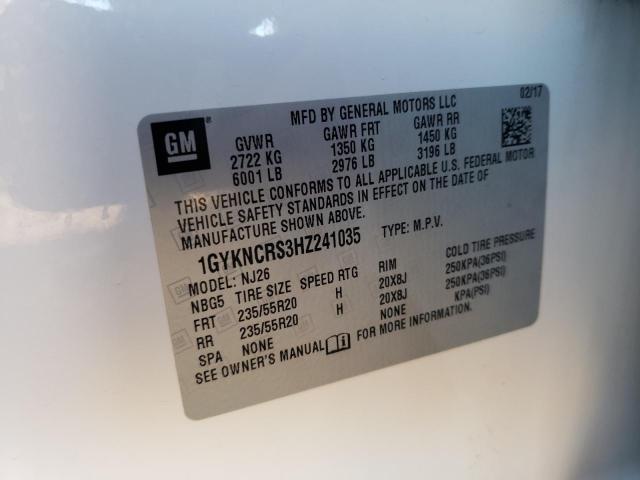 MFD BY GENERAL MOTORS LLC 02/17
GM GVWR GAWR FRT GAWR RR
2722 KG 1350 KG 1450 KG
6001 LB 2976 LB 3196 LB
THIS VEHICLE CONFORMS TO ALL APPLICABLE U.S. FEDERAL MOTOR
VEHICLE SAFETY STANDARDS IN EFFECT ON THE DATE OF
MANUFACTURE SHOWN ABOVE.
1GYKNCRS3HZ241035 TYPE: M.P.V.
MODEL: NJ26
NBG5 TIRE SIZE SPEED RTG RIM COLD TIRE PRESSURE
FRT 235/55R20 H 20X8J 250KPA(36PSI)
RR 235/55R20 H 20X8J 250KPA(36PSI)
SPA NONE NONE KPA(PSI)
SEE OWNER'S MANUAL FOR MORE INFORMATION.